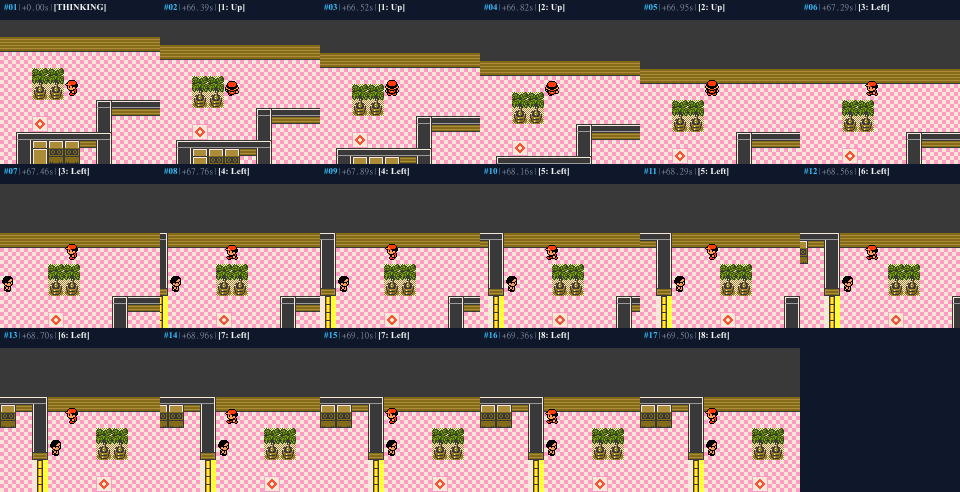 #01|+0.00s|[THINKING]
#02|+66.39s|[1: Up]
#03|+66.52s|[1: Up]
#04|+66.82s|[2: Up]
#05|+66.95s|[2: Up]
#06|+67.29s|[3: Left]
#07|+67.46s|[3: Left]
#08|+67.76s|[4: Left]
#09|+67.89s|[4: Left]
#10|+68.16s|[5: Left]
#11|+68.29s|[5: Left]
#12|+68.56s|[6: Left]
#13|+68.70s|[6: Left]
#14|+68.96s|[7: Left]
#15|+69.10s|[7: Left]
#16|+69.36s|[8: Left]
#17|+69.50s|[8: Left]